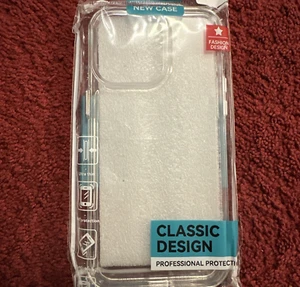 NEW CASE
FASHION
DESIGN
CLASSIC
DESIGN
PROFESSIONAL PROTECTI